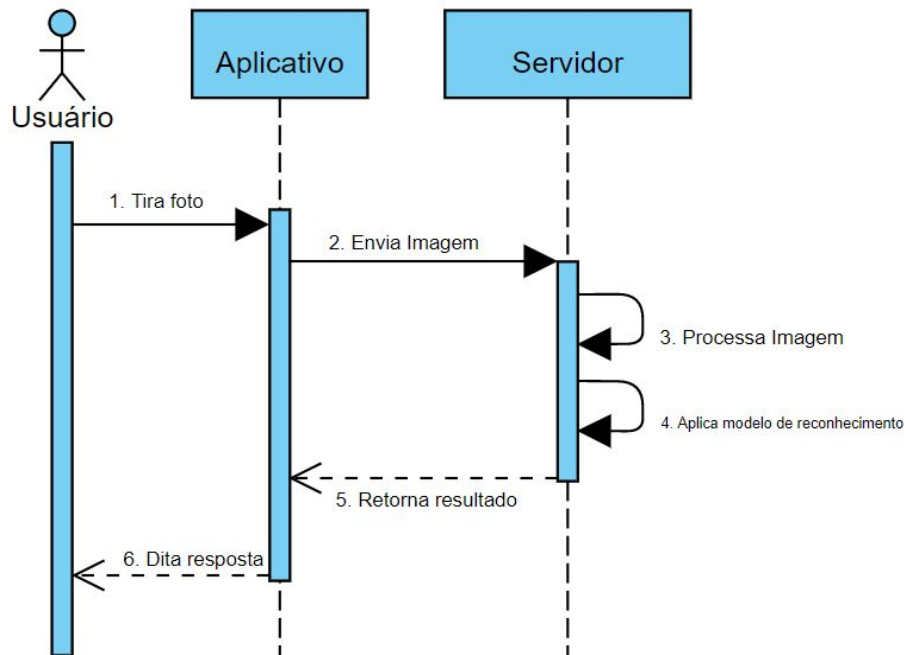 Usuário
Aplicativo
Servidor
1. Tira foto
2. Envia Imagem
3. Processa Imagem
4. Aplica modelo de reconhecimento
5. Retorna resultado
6. Dita resposta